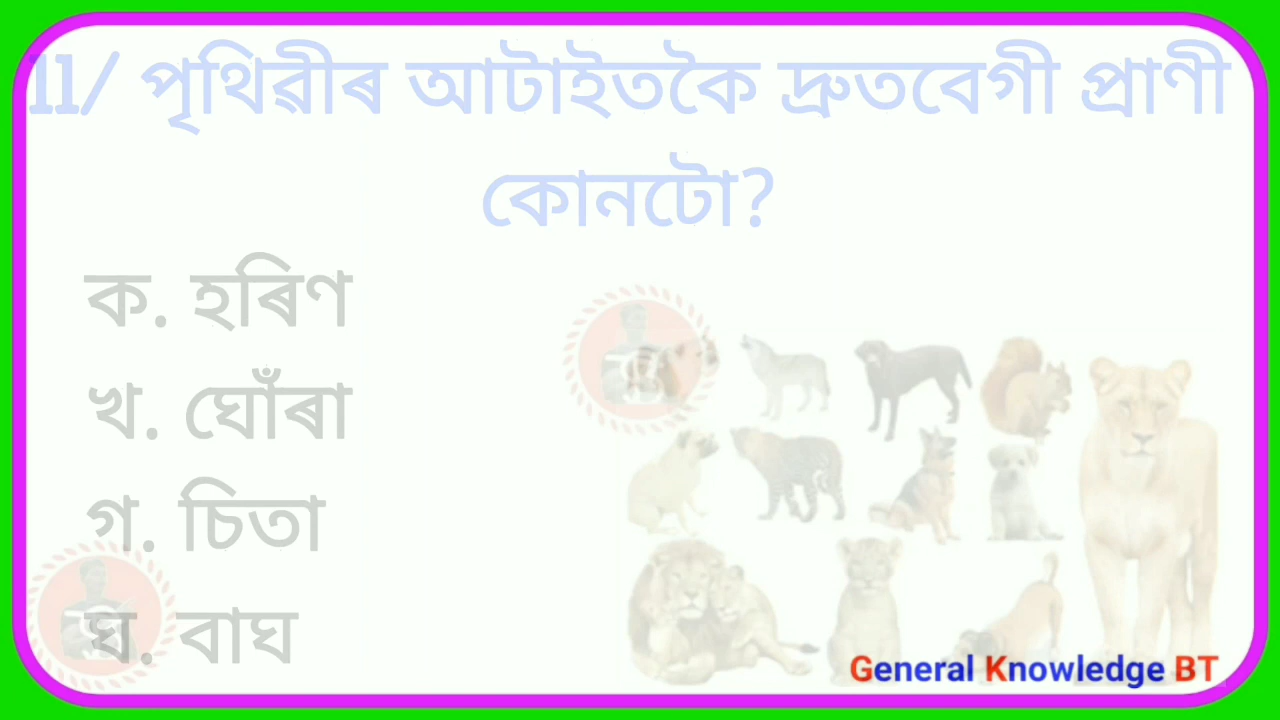 11/ পৃথিৱীৰ আটাইতকৈ দ্ৰুতবেগী প্ৰাণী
কোনটো?
ক. হৰিণ
খ. ঘোঁৰা
গ. চিতা
ঘ. বাঘ
General Knowledge BT